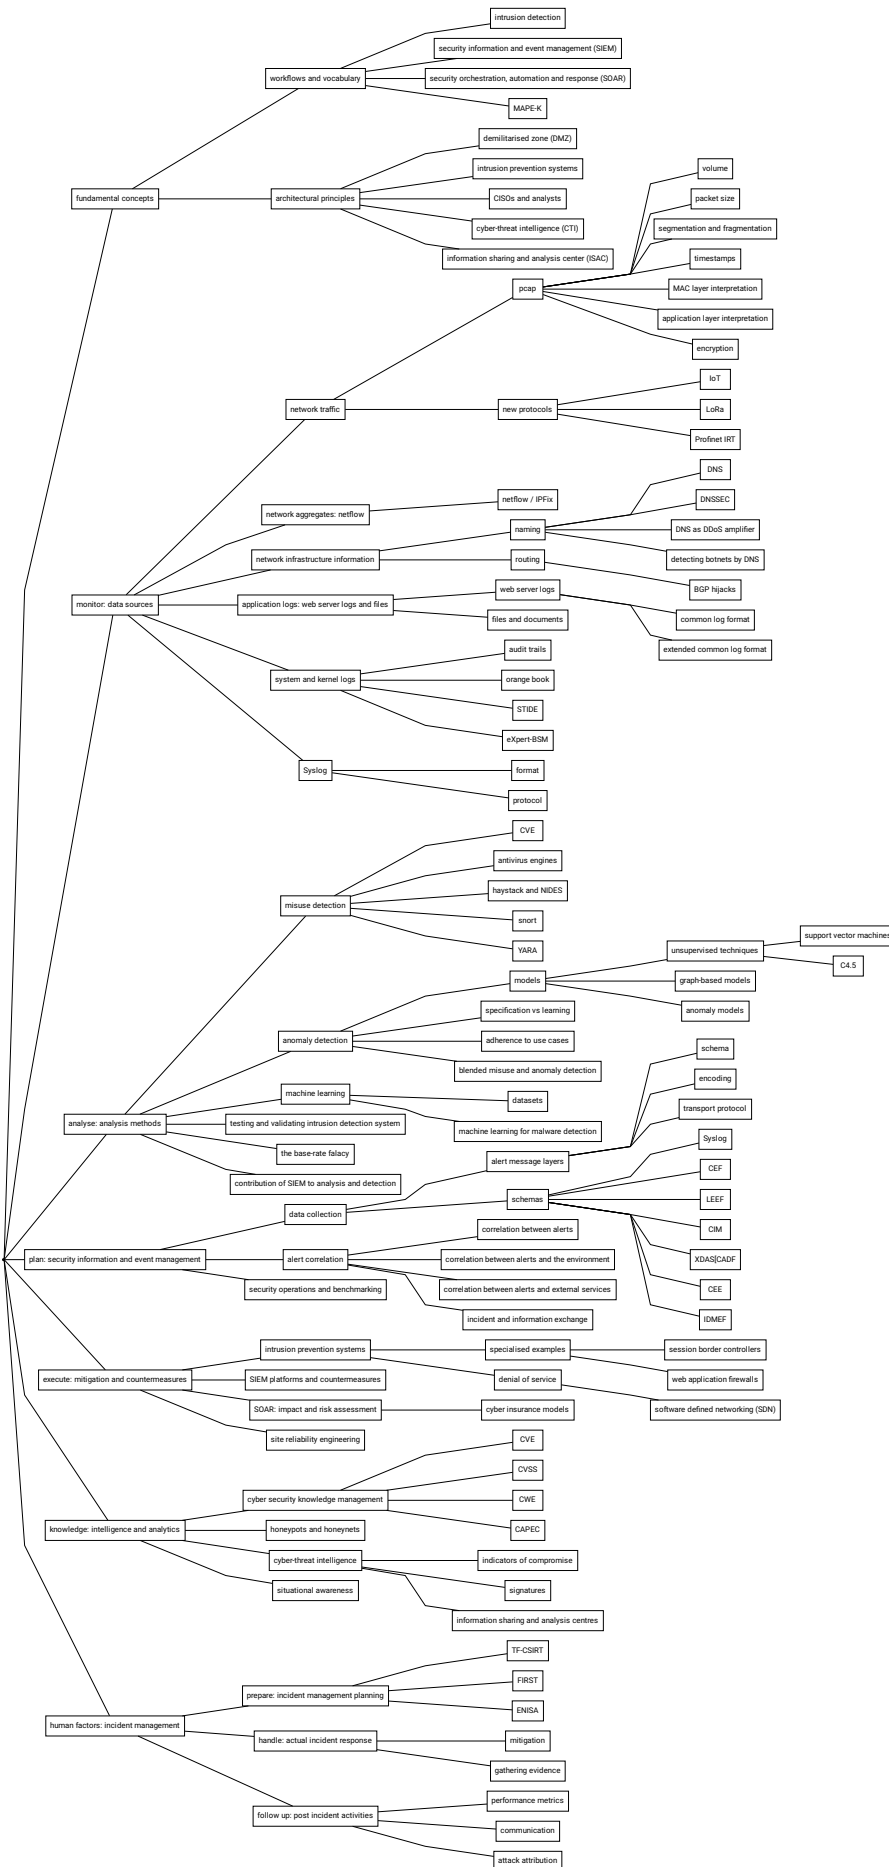 intrusion detection
security information and event management (SIEM)
workflows and vocabulary
security orchestration, automation and response (SOAR)
MAPE-K
demilitarised zone (DMZ)
intrusion prevention systems
volume
fundamental concepts
architectural principles
CISOs and analysts
packet size
cyber-threat intelligence (CTI)
segmentation and fragmentation
information sharing and analysis center (ISAC)
timestamps
pcap
MAC layer interpretation
application layer interpretation
encryption
IoT
network traffic
new protocols
LoRa
Profinet IRT
DNS
netflow / IPFix
DNSSEC
network aggregates: netflow
naming
DNS as DDoS amplifier
network infrastructure information
routing
detecting botnets by DNS
web server logs
BGP hijacks
monitor: data sources
application logs: web server logs and files
files and documents
common log format
audit trails
extended common log format
system and kernel logs
orange book
STIDE
eXpert-BSM
Syslog
format
protocol
CVE
antivirus engines
haystack and NIDES
misuse detection
snort
support vector machines
YARA
unsupervised techniques
C4.5
models
graph-based models
specification vs learning
anomaly models
anomaly detection
adherence to use cases
schema
blended misuse and anomaly detection
encoding
machine learning
datasets
transport protocol
analyse: analysis methods
testing and validating intrusion detection system
machine learning for malware detection
Syslog
the base-rate falacy
alert message layers
CEF
contribution of SIEM to analysis and detection
schemas
LEEF
data collection
correlation between alerts
CIM
plan: security information and event management
alert correlation
correlation between alerts and the environment
XDAS[CADF
security operations and benchmarking
correlation between alerts and external services
CEE
incident and information exchange
IDMEF
intrusion prevention systems
specialised examples
session border controllers
execute: mitigation and countermeasures
SIEM platforms and countermeasures
denial of service
web application firewalls
SOAR: impact and risk assessment
cyber insurance models
software defined networking (SDN)
site reliability engineering
CVE
CVSS
cyber security knowledge management
CWE
knowledge: intelligence and analytics
honeypots and honeynets
CAPEC
cyber-threat intelligence
indicators of compromise
situational awareness
signatures
information sharing and analysis centres
TF-CSIRT
FIRST
prepare: incident management planning
ENISA
human factors: incident management
handle: actual incident response
mitigation
gathering evidence
performance metrics
follow up: post incident activities
communication
attack attribution